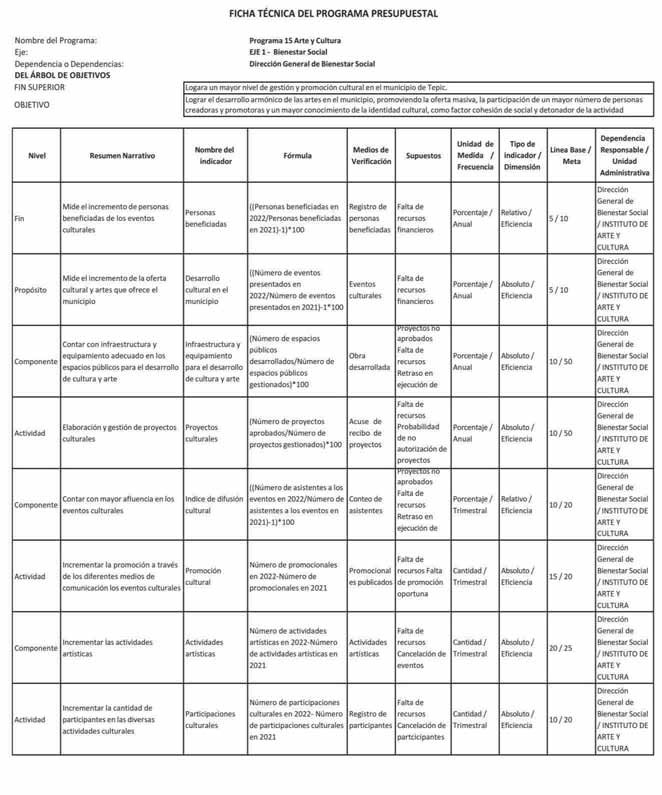 FICHA TÉCNICA DEL PROGRAMA PRESUPUESTAL
Nombre del Programa: Programa 15 Arte y Cultura
Eje: EJE 1 - Bienestar Social
Dependencia o Dependencias: Dirección General de Bienestar Social
DEL ÁRBOL DE OBJETIVOS
FIN SUPERIOR Logara un mayor nivel de gestión y promoción cultural en el municipio de Tepic.
OBJETIVO
Lograr el desarrollo armónico de las artes en el municipio, promoviendo la oferta masiva, la participación de un mayor número de personas
creadoras y promotoras y un mayor conocimiento de la identidad cultural, como factor cohesión de social y detonador de la actividad
Nivel
Resumen Narrativo
Nombre del
indicador
Fórmula
Medios de
Verificación
Supuestos
Unidad de
Medida /
Frecuencia
Tipo de
indicador /
Dimensión
Linea Base /
Meta
Dependencia
Responsable /
Unidad
Administrativa
Fin
Mide el incremento de personas
beneficiadas de los eventos
culturales
Personas
beneficiadas
((Personas beneficiadas en
2022/Personas beneficiadas
en 2021)-1)*100
Registro de
personas
beneficiadas
Falta de
recursos
financieros
Porcentaje /
Anual
Relativo /
Eficiencia
5 / 10
Dirección
General de
Bienestar Social
/ INSTITUTO DE
ARTE Y
CULTURA
Propósito
Mide el incremento de la oferta
cultural y artes que ofrece el
municipio
Desarrollo
cultural en el
municipio
((Número de eventos
presentados en
2022/Número de eventos
presentados en 2021)-1*100
Eventos
culturales
Falta de
recursos
financieros
Porcentaje /
Anual
Absoluto /
Eficiencia
5 / 10
Dirección
General de
Bienestar Social
/ INSTITUTO DE
ARTE Y
CULTURA
Componente
Contar con infraestructura y
equipamiento adecuado en los
espacios públicos para el desarrollo
de cultura y arte
Infraestructura y
equipamiento
para el desarrollo
de cultura y arte
(Número de espacios
públicos
desarrollados/Número de
espacios públicos
gestionados)*100
Obra
desarrollada
Proyectos no
aprobados
Falta de
recursos
Retraso en
ejecución de
Porcentaje /
Anual
Absoluto /
Eficiencia
10 / 50
Dirección
General de
Bienestar Social
/ INSTITUTO DE
ARTE Y
CULTURA
Actividad
Elaboración y gestión de proyectos
culturales
Proyectos
culturales
(Número de proyectos
aprobados/Número de
proyectos gestionados)*100
Acuse de
recibo de
proyectos
Falta de
recursos
Probabilidad
de no
autorización de
proyectos
Porcentaje /
Anual
Absoluto /
Eficiencia
10 / 50
Dirección
General de
Bienestar Social
/ INSTITUTO DE
ARTE Y
CULTURA
Componente
Contar con mayor afluencia en los
eventos culturales
Indice de difusión
cultural
((Número de asistentes a los
eventos en 2022/Número de
asistentes a los eventos en
2021)-1)*100
Conteo de
asistentes
Proyectos no
aprobados
Falta de
recursos
Retraso en
ejecución de
Porcentaje /
Trimestral
Relativo /
Eficiencia
10 / 20
Dirección
General de
Bienestar Social
/ INSTITUTO DE
ARTE Y
CULTURA
Actividad
Incrementar la promoción a través
de los diferentes medios de
comunicación los eventos culturales
Promoción
cultural
Número de promocionales
en 2022-Número de
promocionales en 2021
Promocional
es publicados
Falta de
recursos Falta
de promoción
oportuna
Cantidad /
Trimestral
Absoluto /
Eficiencia
15 / 20
Dirección
General de
Bienestar Social
/ INSTITUTO DE
ARTE Y
CULTURA
Componente
Incrementar las actividades
artísticas
Actividades
artísticas
Número de actividades
artísticas en 2022-Número
de actividades artísticas en
2021
Actividades
artísticas
Falta de
recursos
Cancelación de
eventos
Cantidad /
Trimestral
Absoluto /
Eficiencia
20 / 25
Dirección
General de
Bienestar Social
/ INSTITUTO DE
ARTE Y
CULTURA
Actividad
Incrementar la cantidad de
participantes en las diversas
actividades culturales
Participaciones
culturales
Número de participaciones
culturales en 2022- Número
de participaciones culturales
en 2021
Registro de
participantes
Falta de
recursos
Cancelación de
partcicipantes
Cantidad /
Trimestral
Absoluto /
Eficiencia
10 / 20
Dirección
General de
Bienestar Social
/ INSTITUTO DE
ARTE Y
CULTURA